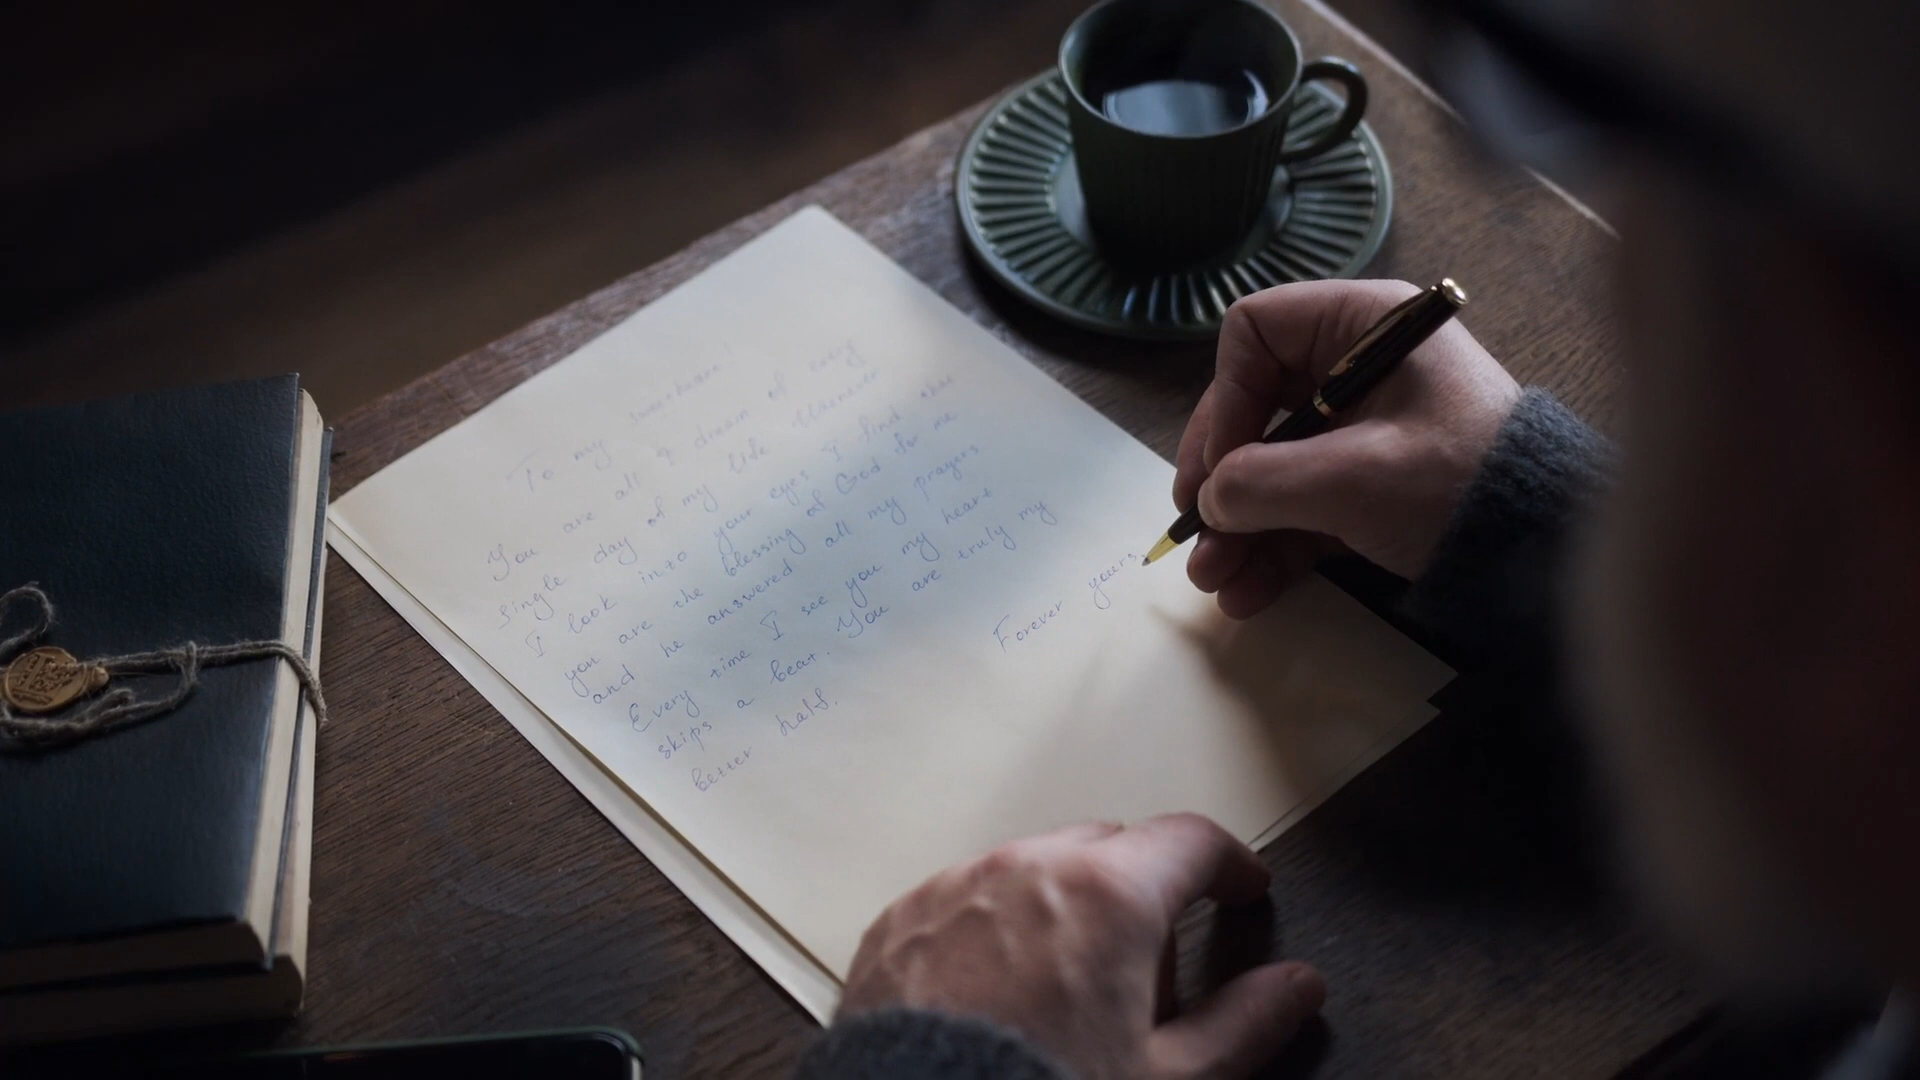 To my sweetheart!
You are all I dream of every
single day of my life. Whenever
I look into your eyes I find that
you are the blessing of God for me
and he answered all my prayers
Every time I see you my heart
skips a beat. You are truly my
better half.
Forever yours,